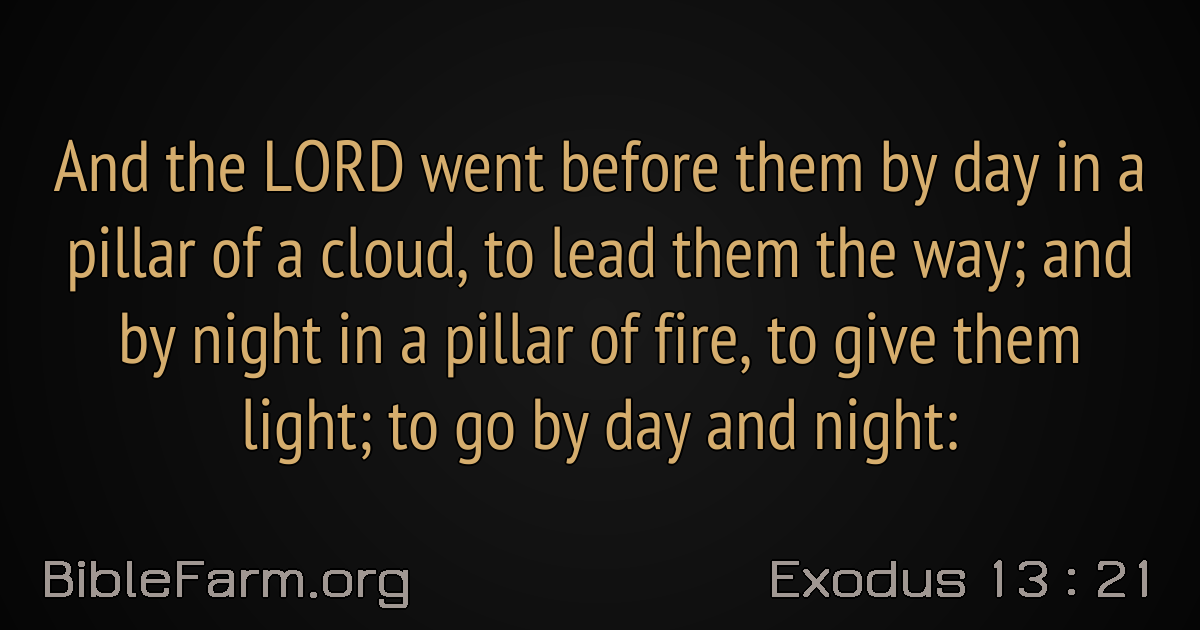 And the LORD went before them by day in a
pillar of a cloud, to lead them the way; and
by night in a pillar of fire, to give them
light; to go by day and night:
BibleFarm.org
Exodus 13 : 21